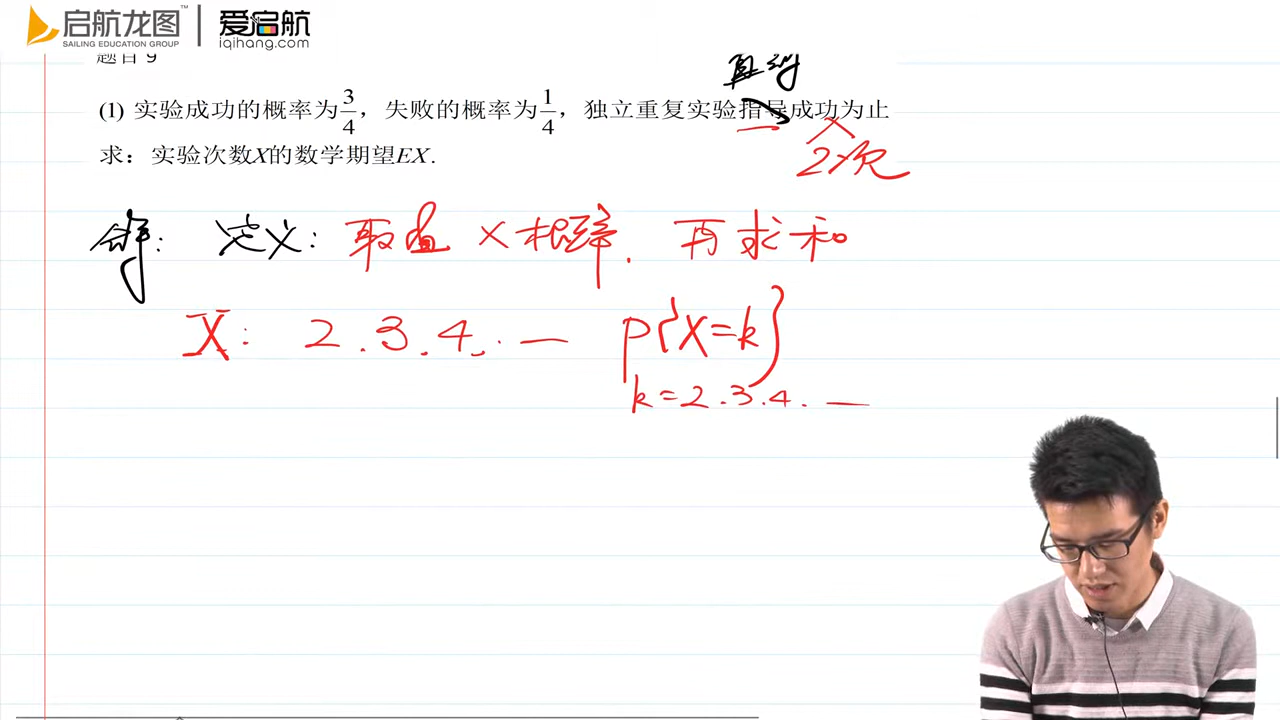 启航龙图 爱启航
SAILING EDUCATION GROUP iqihang.com
题目9
直到
(1) 实验成功的概率为3/4，失败的概率为1/4，独立重复实验指导成功为止
2次
求：实验次数X的数学期望EX.
解： 定义：取值×概率. 再求和
X: 2.3.4. … P{X=k}
k=2.3.4. …